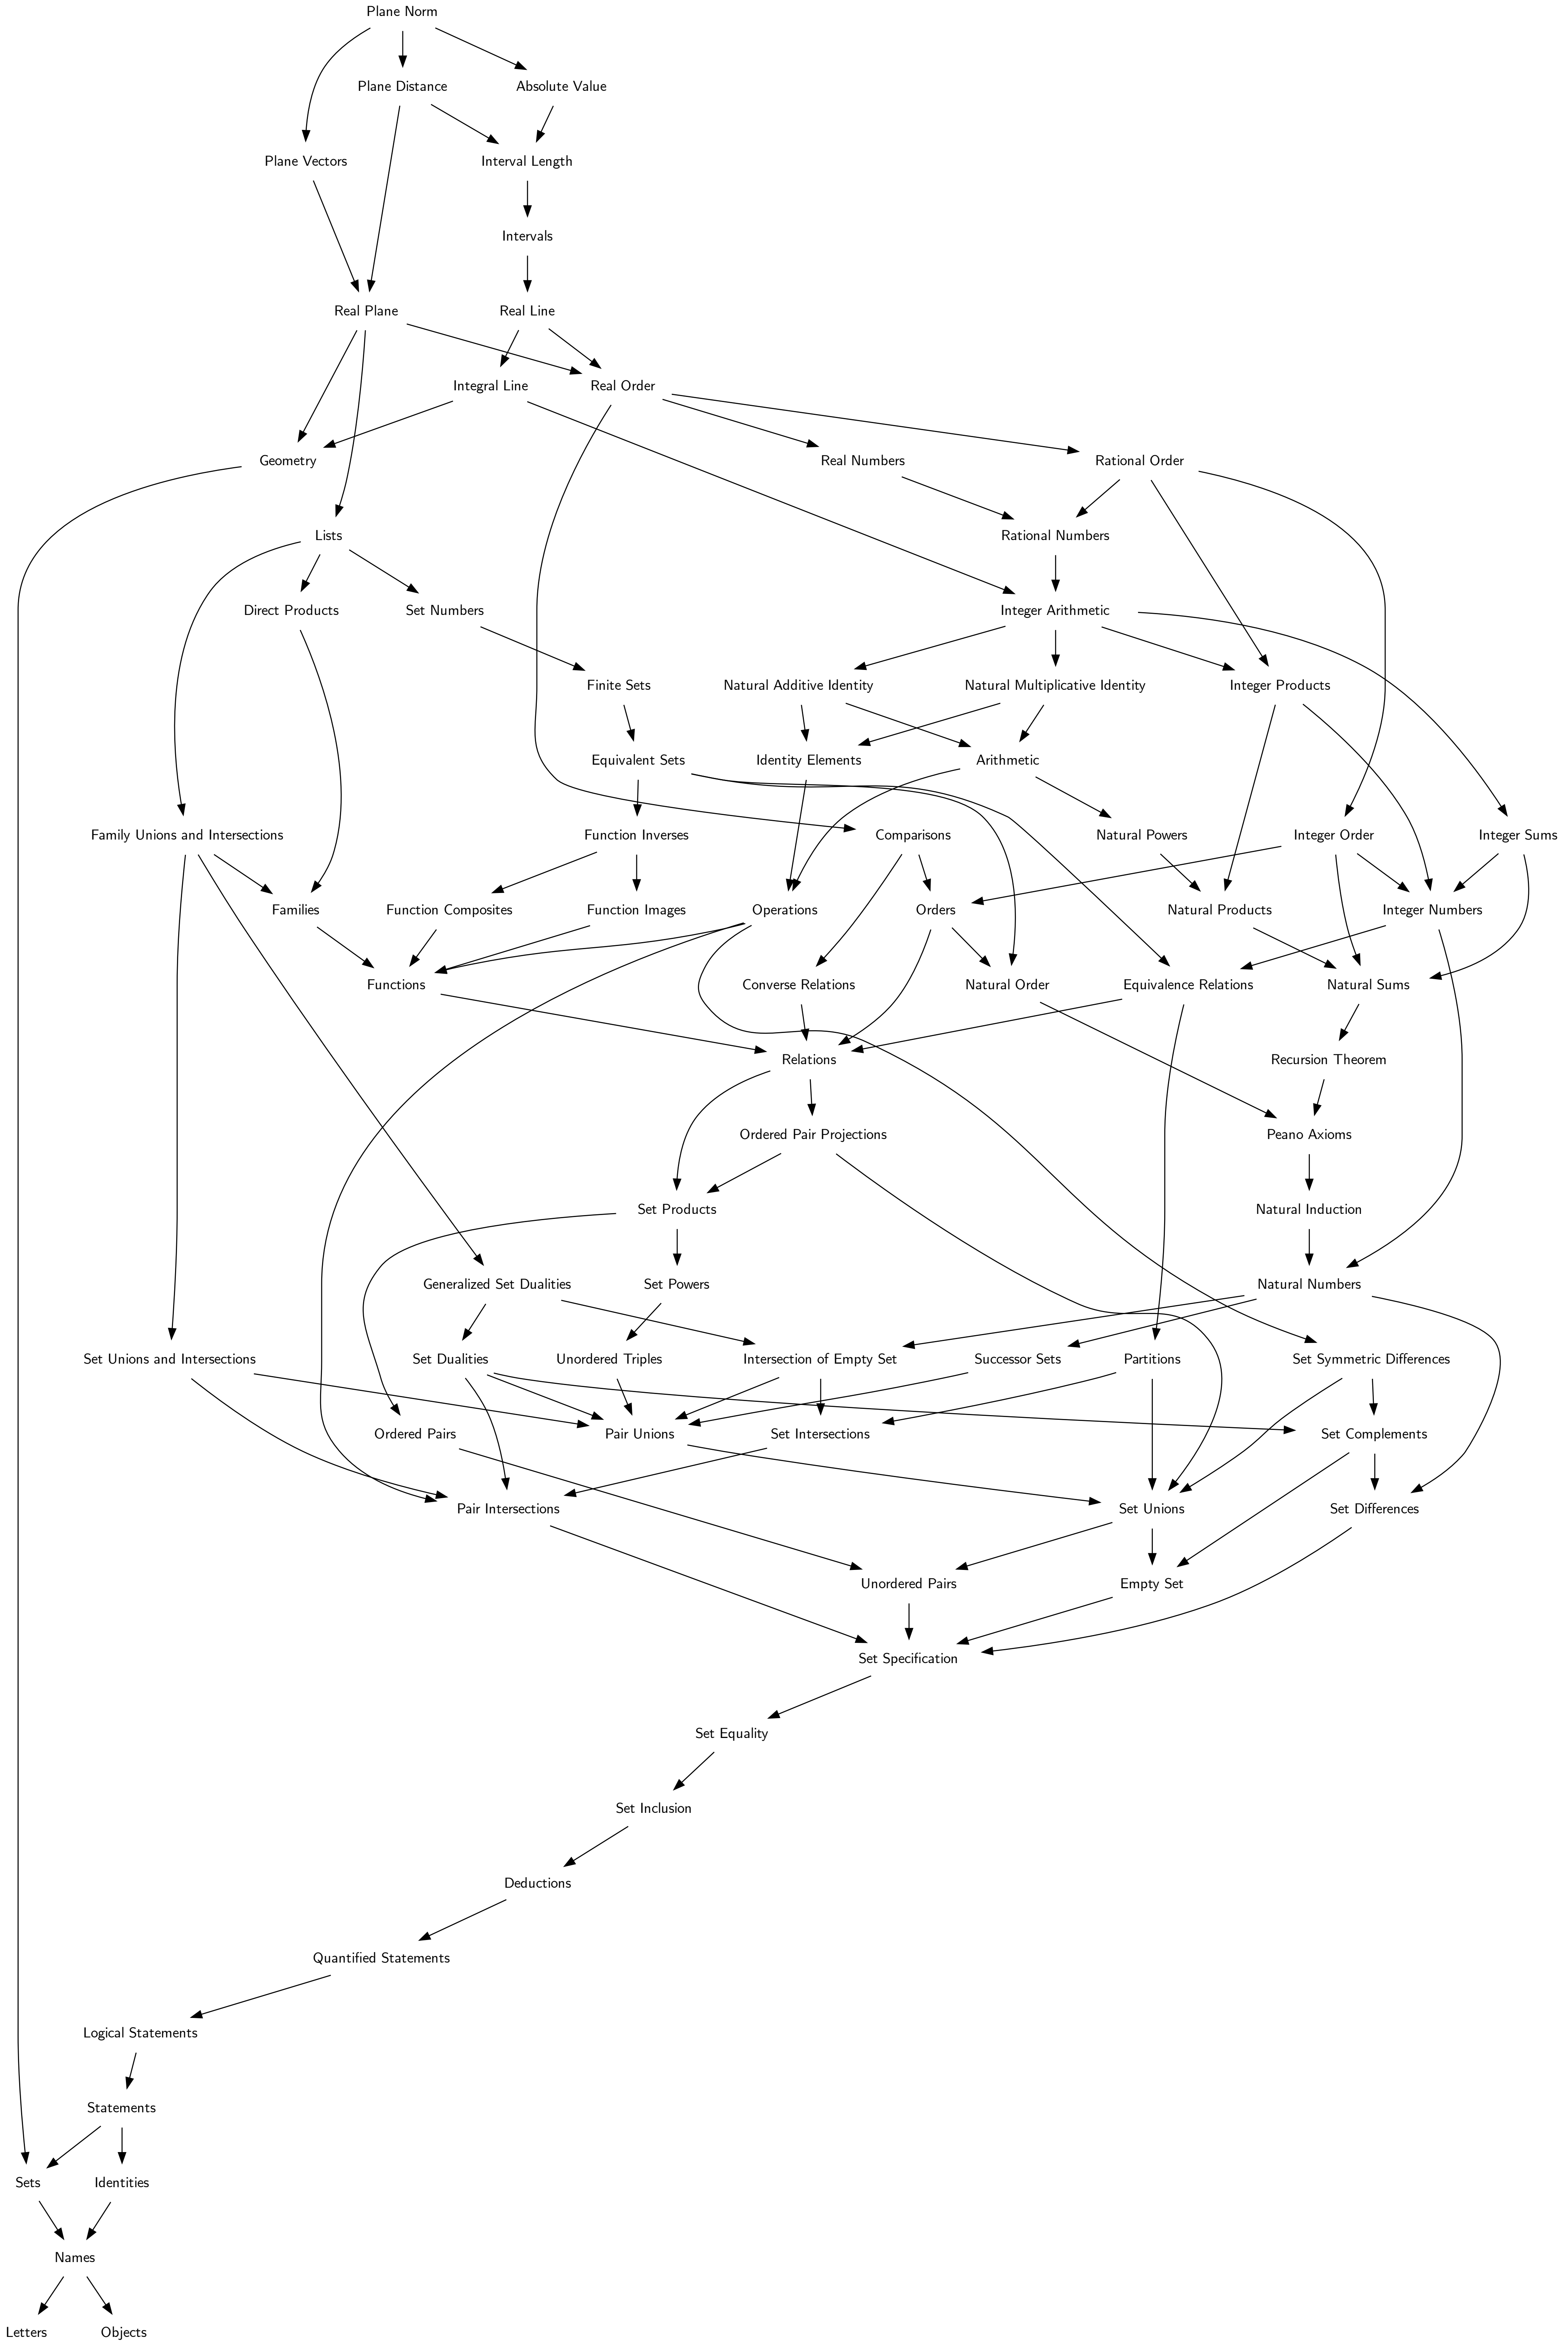 Plane Norm
Plane Distance
Absolute Value
Plane Vectors
Interval Length
Intervals
Real Plane
Real Line
Integral Line
Real Order
Geometry
Real Numbers
Rational Order
Lists
Rational Numbers
Direct Products
Set Numbers
Integer Arithmetic
Finite Sets
Natural Additive Identity
Natural Multiplicative Identity
Integer Products
Equivalent Sets
Identity Elements
Arithmetic
Family Unions and Intersections
Function Inverses
Comparisons
Natural Powers
Integer Order
Integer Sums
Families
Function Composites
Function Images
Operations
Orders
Natural Products
Integer Numbers
Functions
Converse Relations
Natural Order
Equivalence Relations
Natural Sums
Relations
Recursion Theorem
Ordered Pair Projections
Peano Axioms
Set Products
Natural Induction
Generalized Set Dualities
Set Powers
Natural Numbers
Set Unions and Intersections
Set Dualities
Unordered Triples
Intersection of Empty Set
Successor Sets
Partitions
Set Symmetric Differences
Ordered Pairs
Pair Unions
Set Intersections
Set Complements
Pair Intersections
Set Unions
Set Differences
Unordered Pairs
Empty Set
Set Specification
Set Equality
Set Inclusion
Deductions
Quantified Statements
Logical Statements
Statements
Sets
Identities
Names
Letters
Objects